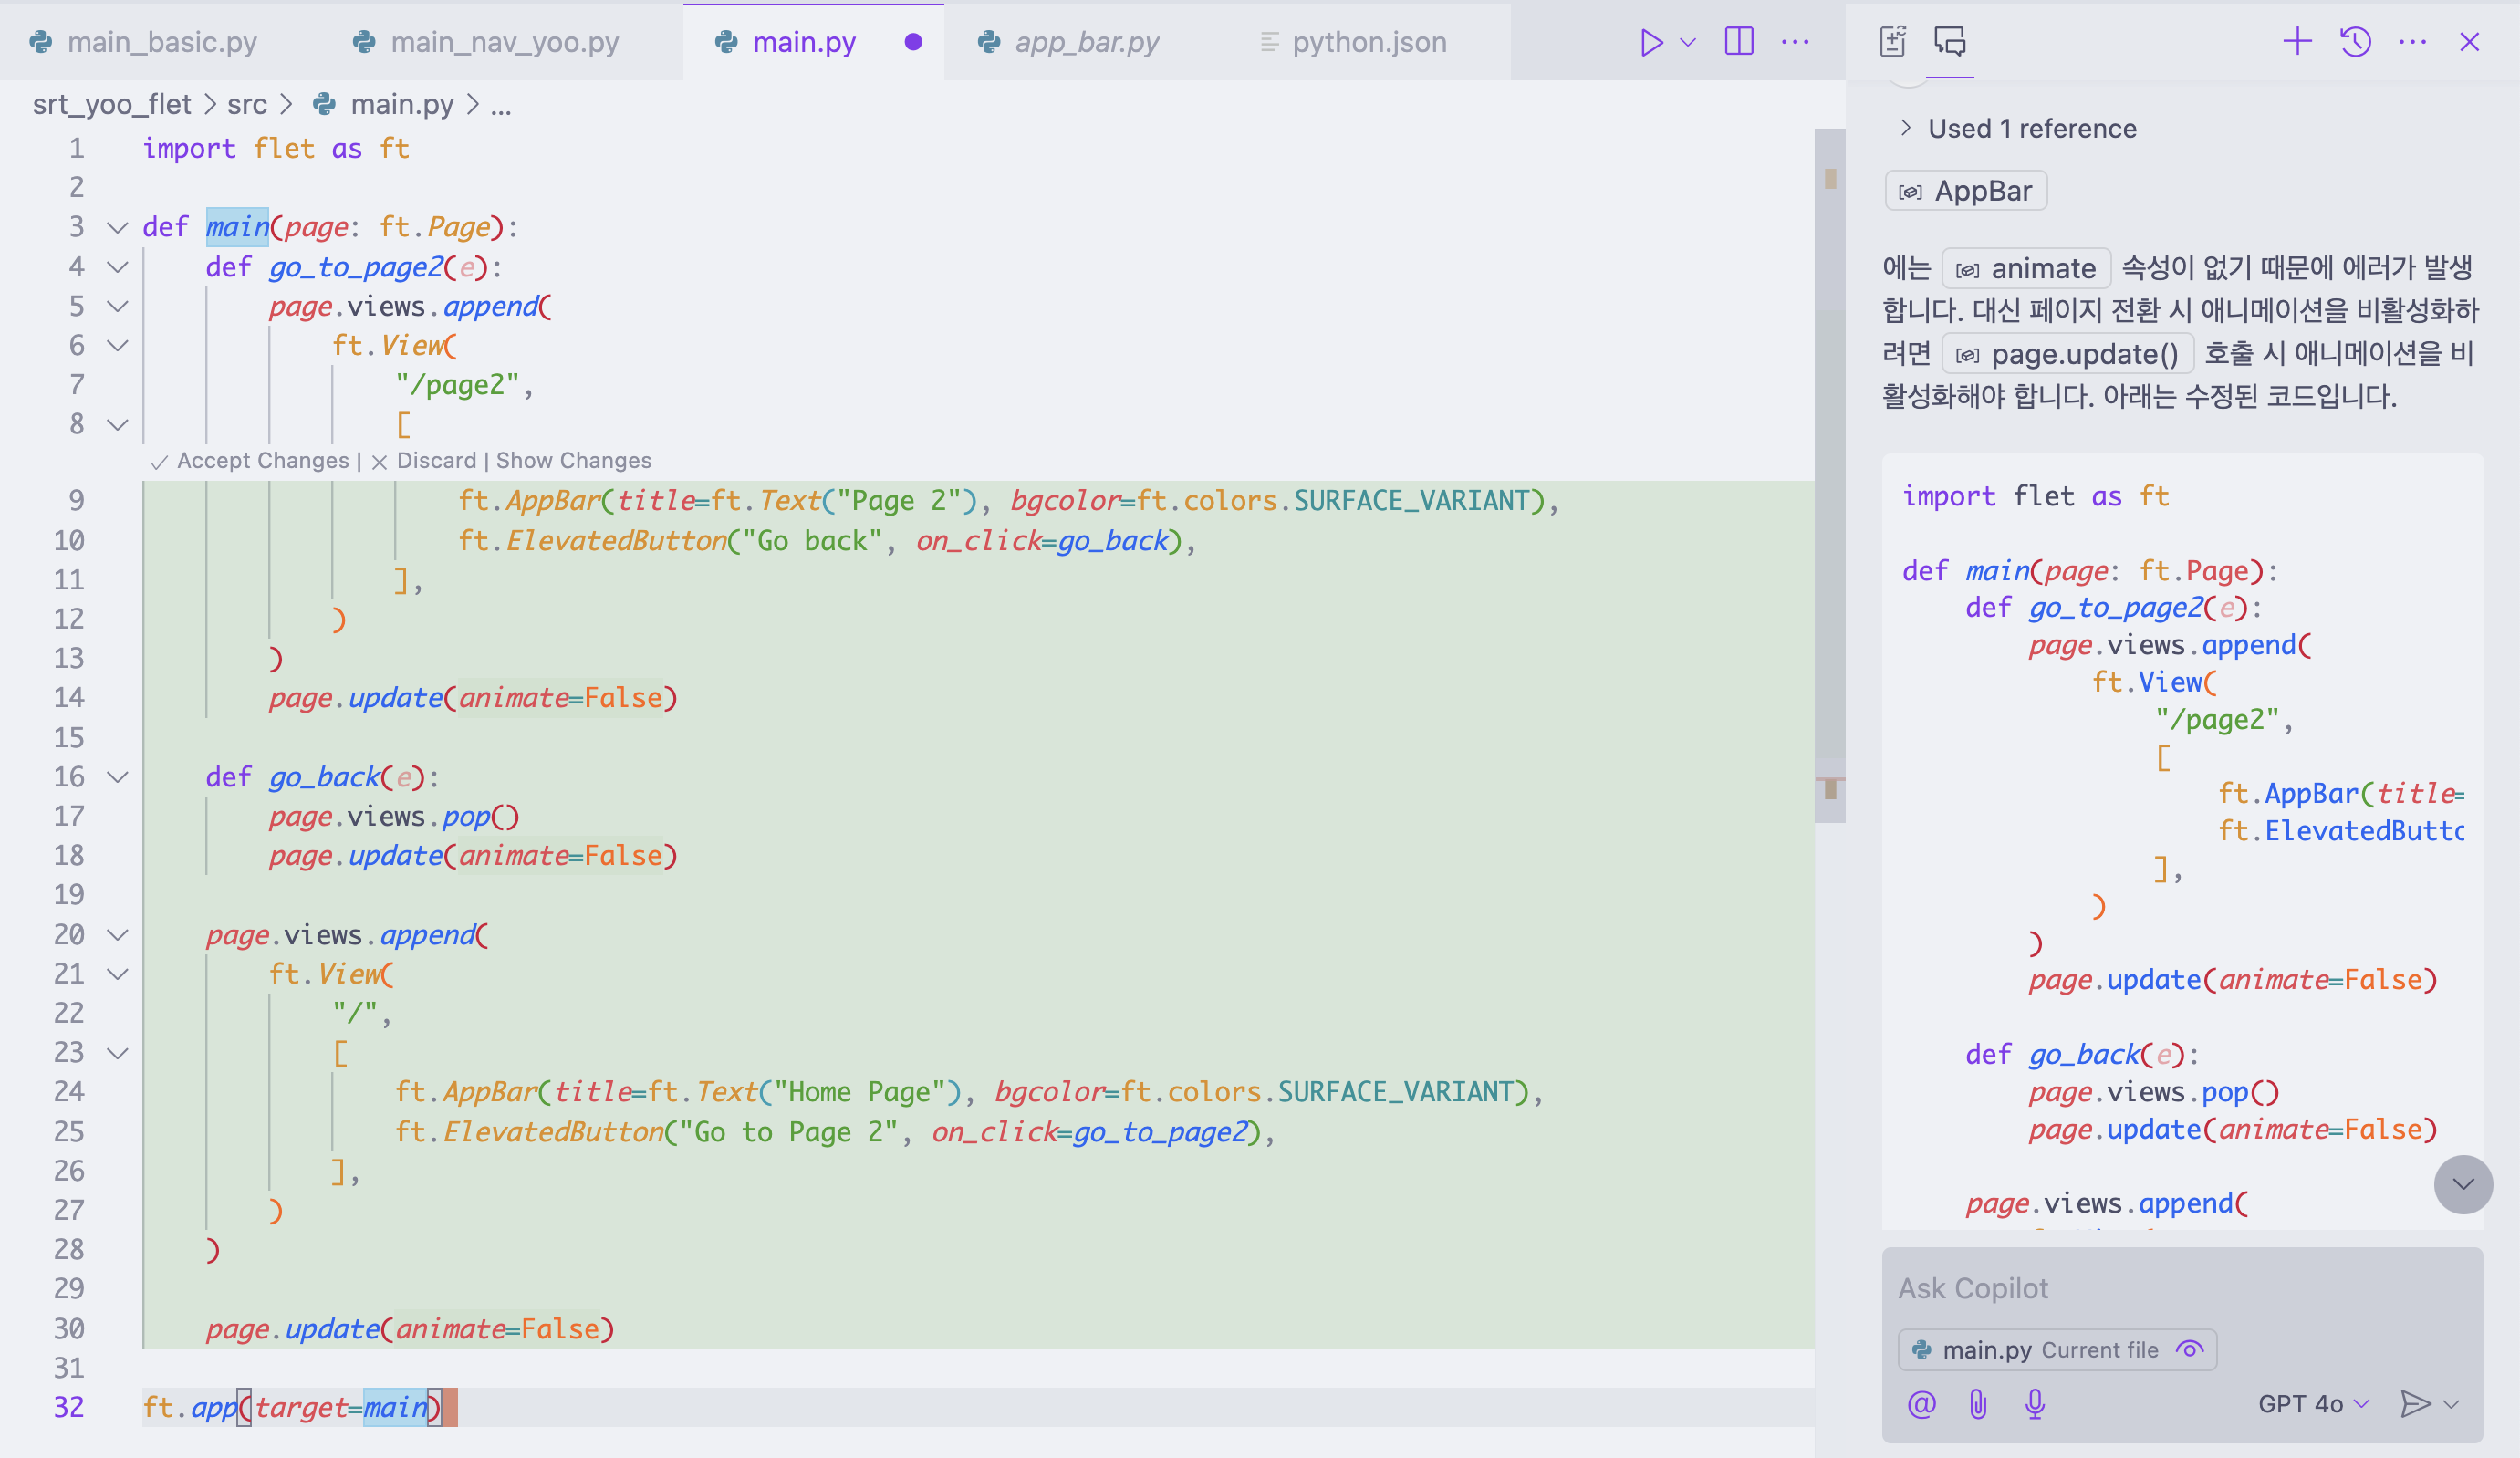 main_basic.py
main_nav_yoo.py
main.py
app_bar.py
python.json
srt_yoo_flet > src > main.py > ...
1 import flet as ft
2
3 def main(page: ft.Page):
4     def go_to_page2(e):
5         page.views.append(
6             ft.View(
7                 "/page2",
8                 [
Accept Changes | Discard | Show Changes
9                     ft.AppBar(title=ft.Text("Page 2"), bgcolor=ft.colors.SURFACE_VARIANT),
10                     ft.ElevatedButton("Go back", on_click=go_back),
11                 ],
12             )
13         )
14         page.update(animate=False)
15
16     def go_back(e):
17         page.views.pop()
18         page.update(animate=False)
19
20     page.views.append(
21         ft.View(
22             "/",
23             [
24                 ft.AppBar(title=ft.Text("Home Page"), bgcolor=ft.colors.SURFACE_VARIANT),
25                 ft.ElevatedButton("Go to Page 2", on_click=go_to_page2),
26             ],
27         )
28     )
29
30     page.update(animate=False)
31
32 ft.app(target=main)
Used 1 reference
AppBar
에는 animate 속성이 없기 때문에 에러가 발생
합니다. 대신 페이지 전환 시 애니메이션을 비활성화하
려면 page.update() 호출 시 애니메이션을 비
활성화해야 합니다. 아래는 수정된 코드입니다.
import flet as ft
def main(page: ft.Page):
    def go_to_page2(e):
        page.views.append(
            ft.View(
                "/page2",
                [
                    ft.AppBar(title=
                    ft.ElevatedButto
                ],
            )
        )
        page.update(animate=False)
    def go_back(e):
        page.views.pop()
        page.update(animate=False)
    page.views.append(
Ask Copilot
main.py Current file
GPT 4o